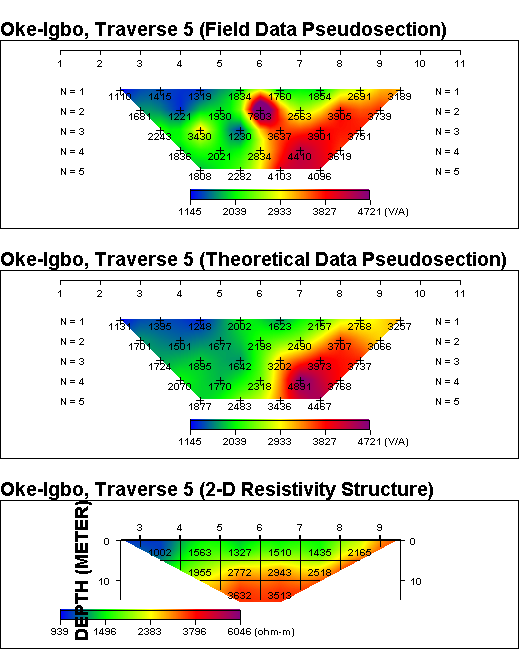 Oke-Igbo, Traverse 5 (Field Data Pseudosection)
1 2 3 4 5 6 7 8 9 10 11
N = 1 1110 1415 1319 1834 1760 1854 2691 3189 N = 1
N = 2 1681 1221 1930 7803 2563 3906 3739 N = 2
N = 3 2243 3430 1230 3637 3901 3751 N = 3
N = 4 1836 2021 2834 4410 3619 N = 4
N = 5 1808 2282 4103 4096 N = 5
1145 2039 2933 3827 4721 (V/A)
Oke-Igbo, Traverse 5 (Theoretical Data Pseudosection)
1 2 3 4 5 6 7 8 9 10 11
N = 1 1131 1395 1248 2002 1623 2157 2768 3257 N = 1
N = 2 1701 1501 1677 2198 2490 3707 3066 N = 2
N = 3 1724 1895 1642 3202 3973 3737 N = 3
N = 4 2070 1770 2318 4891 3768 N = 4
N = 5 1877 2483 3436 4467 N = 5
1145 2039 2933 3827 4721 (V/A)
Oke-Igbo, Traverse 5 (2-D Resistivity Structure)
DEPTH (METER)
3 4 5 6 7 8 9
0 0
1002 1563 1327 1510 1435 2165
1955 2772 2943 2518
10 10
3632 3513
939 1496 2383 3796 6046 (ohm-m)